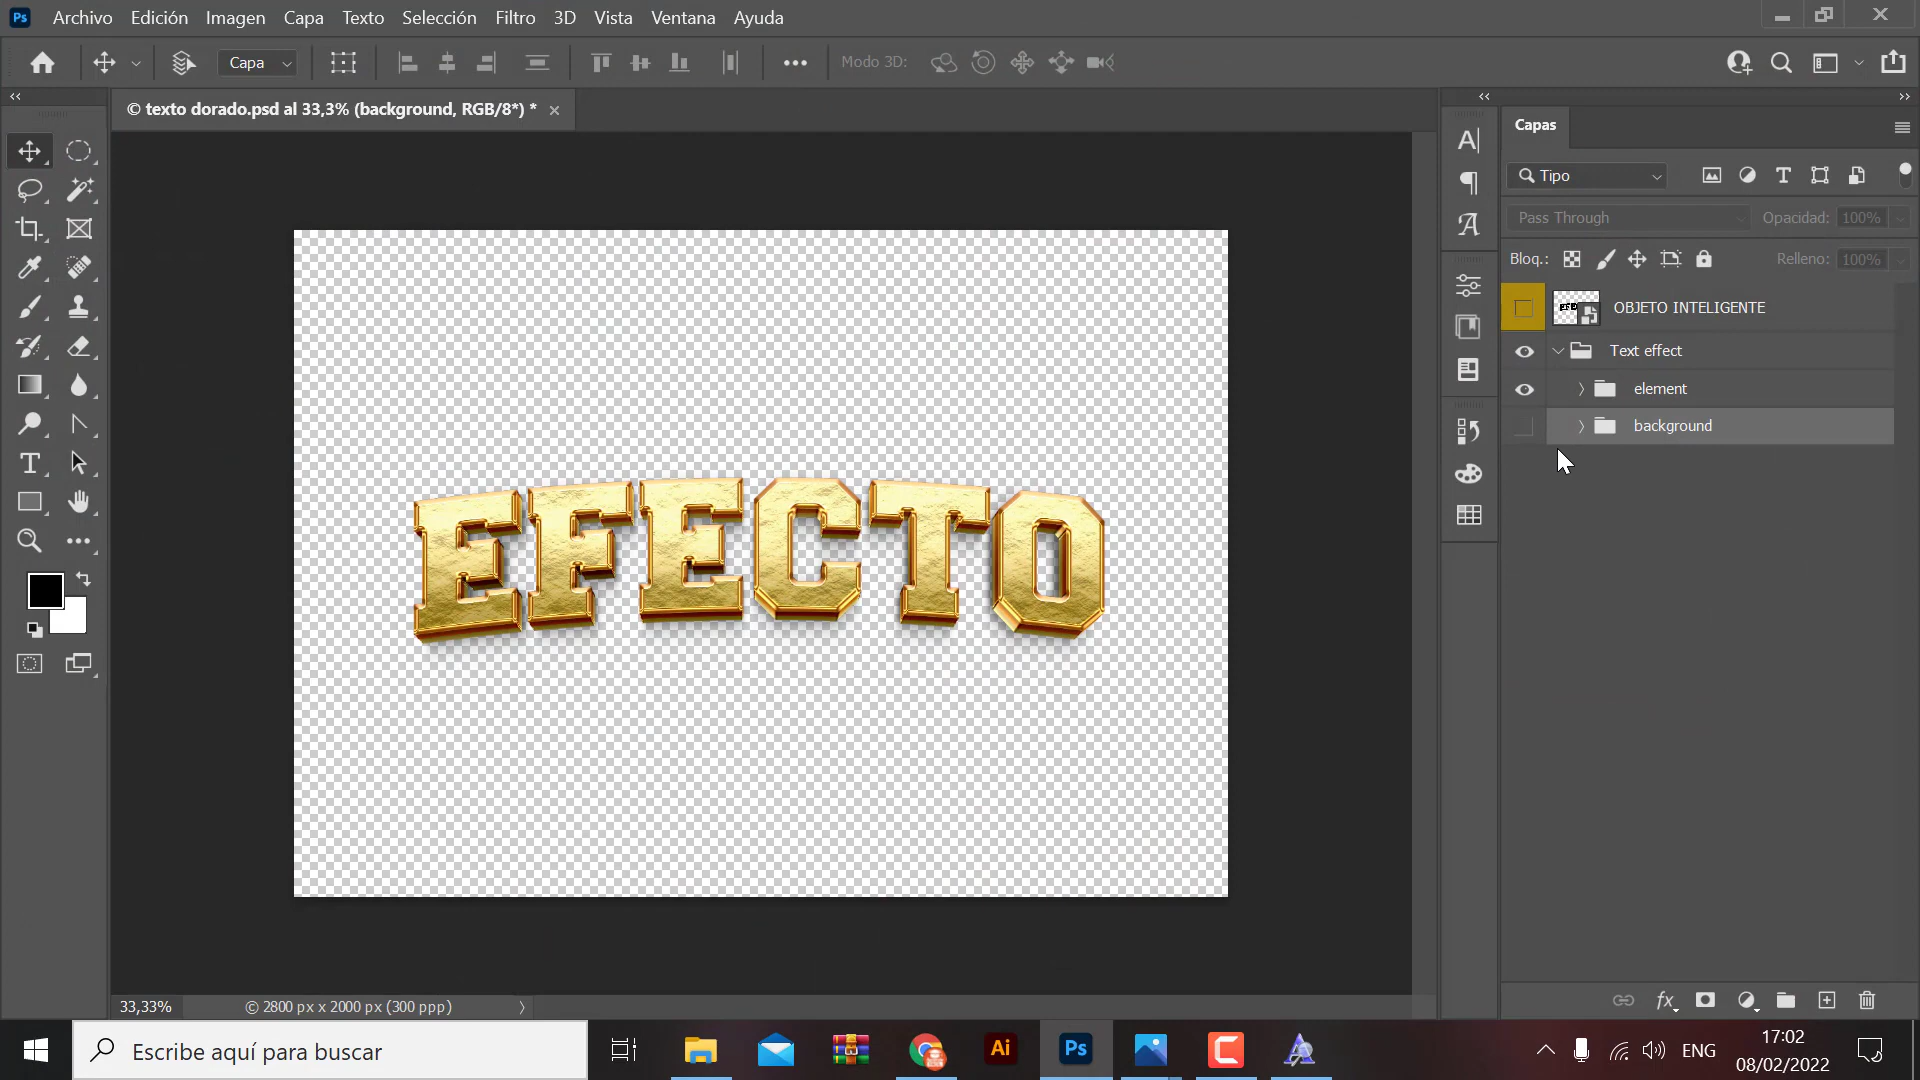 Ps Archivo Edición Imagen Capa Texto Selección Filtro 3D Vista Ventana Ayuda
Capa Modo 3D:
© texto dorado.psd al 33,3% (background, RGB/8*) *
Capas
Tipo
Pass Through Opacidad: 100%
Bloq.: Relleno: 100%
OBJETO INTELIGENTE
Text effect
element
background
EFECTO
33,33% © 2800 px x 2000 px (300 ppp)
Escribe aquí para buscar
Ai
Ps
ENG
17:02
08/02/2022